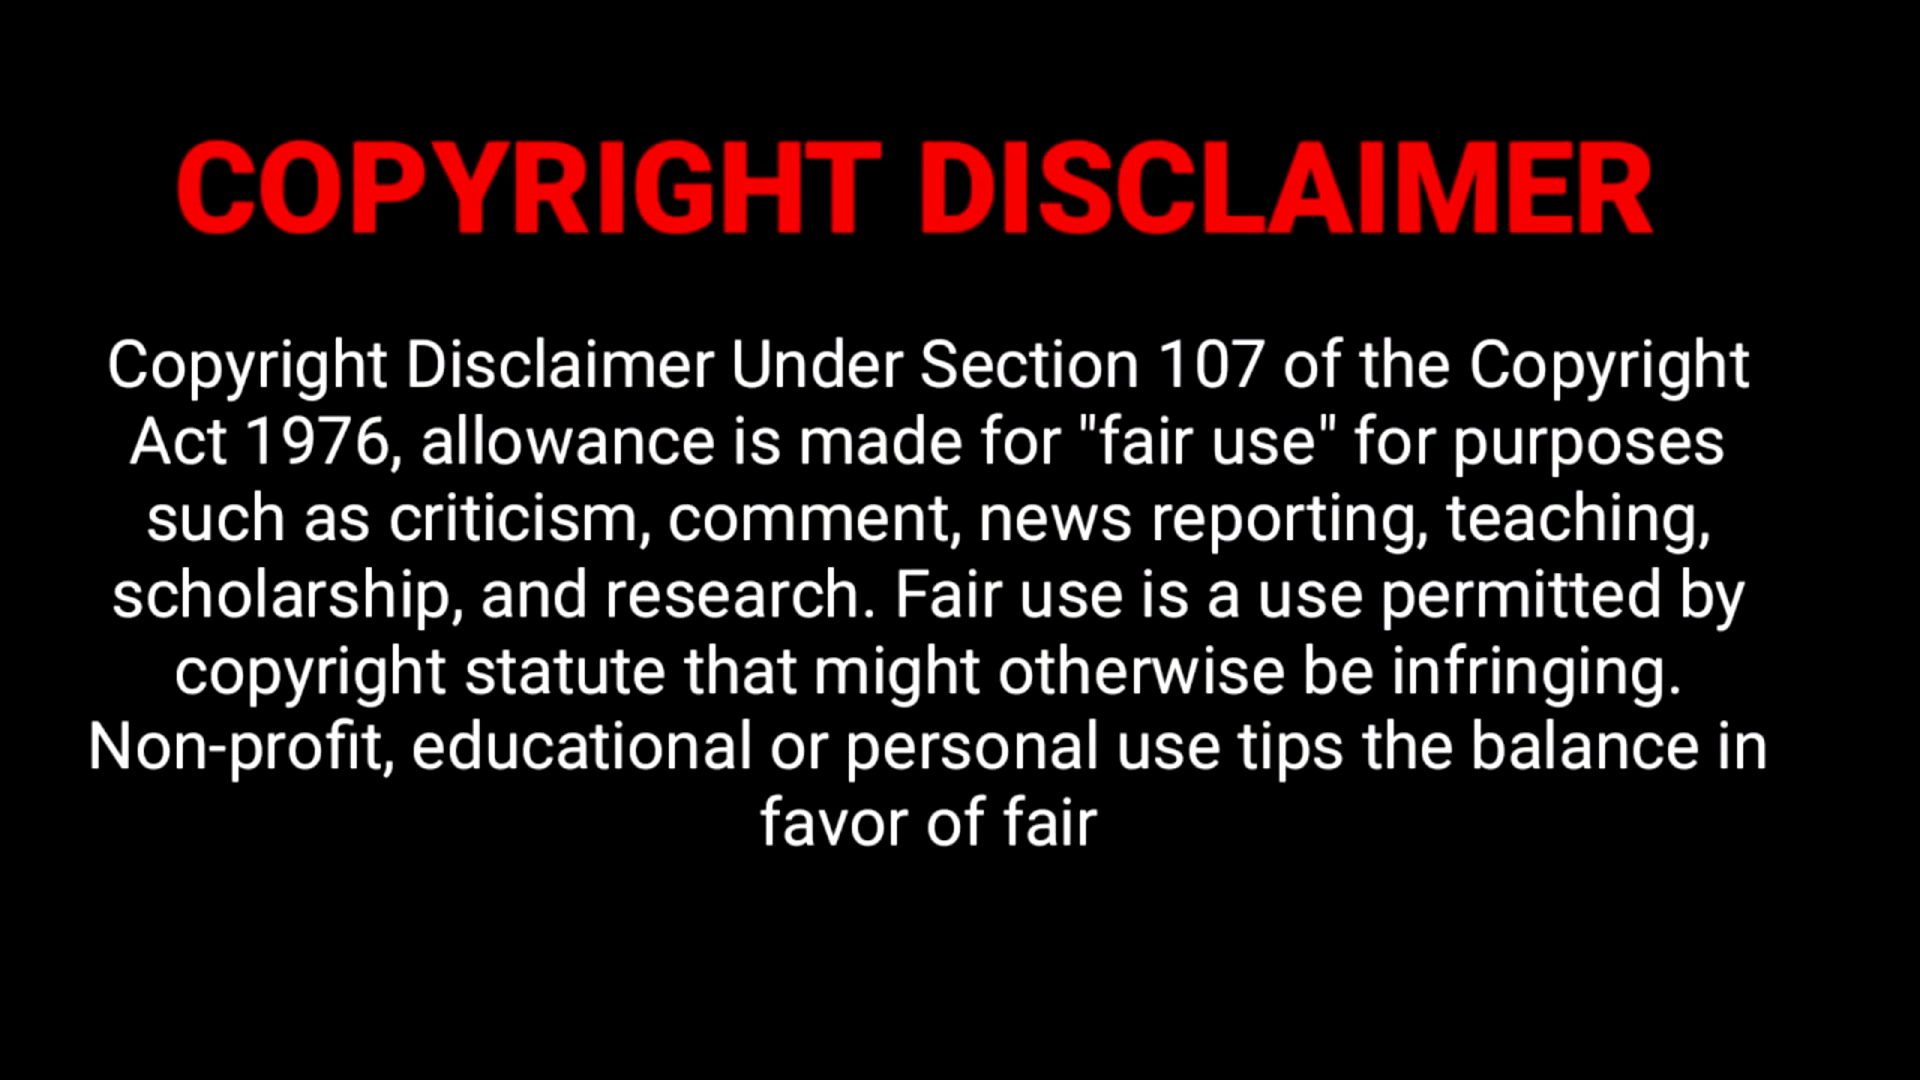 COPYRIGHT DISCLAIMER
Copyright Disclaimer Under Section 107 of the Copyright
Act 1976, allowance is made for "fair use" for purposes
such as criticism, comment, news reporting, teaching,
scholarship, and research. Fair use is a use permitted by
copyright statute that might otherwise be infringing.
Non-profit, educational or personal use tips the balance in
favor of fair